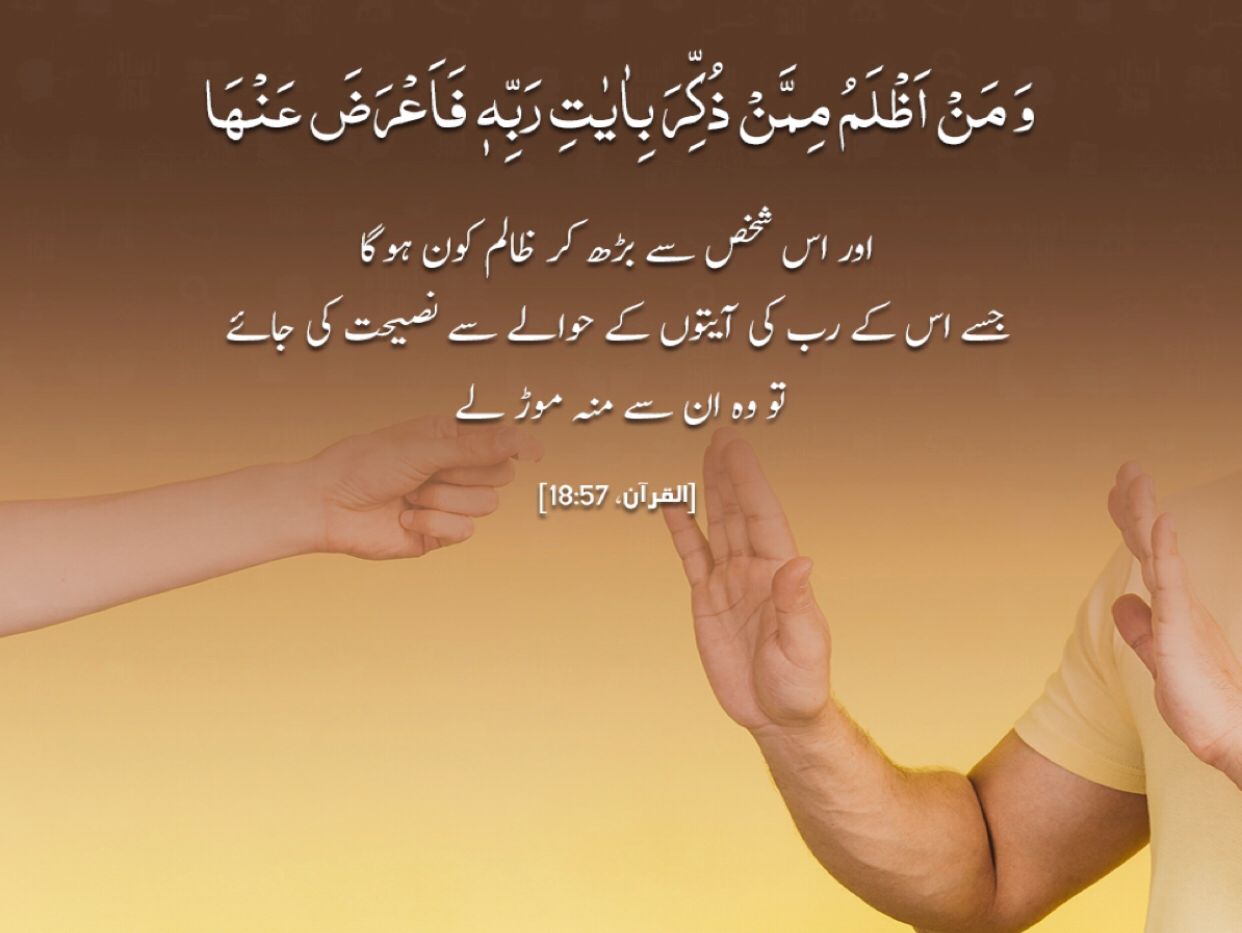 وَمَنْ اَظْلَمُ مِمَّنْ ذُكِّرَ بِاٰيٰتِ رَبِّهٖ فَاَعْرَضَ عَنْهَا
اور اس شخص سے بڑھ کر ظالم کون ہو گا
جسے اس کے رب کی آیتوں کے حوالے سے نصیحت کی جائے
تو وہ ان سے منہ موڑ لے
[القرآن، 18:57]